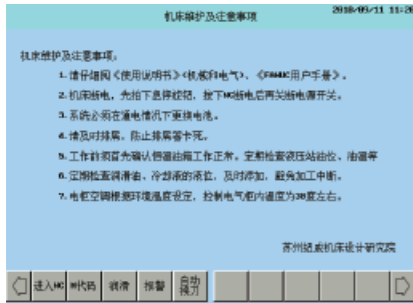 机床维护及注意事项
2018/09/11 11:20
机床维护及注意事项:
1.请仔细阅《使用说明书》(机械和电气)、《FANUC用户手册》。
2.机床断电,先拍下急停按钮,按下NC断电后再关断电源开关。
3.系统必须在通电情况下更换电池。
4.请及时排屑,防止排屑器卡死。
5.工作前须首先确认恒温油箱工作正常,定期检查液压站油位、油温等
6.定期检查润滑油、冷却液的液位,及时添加,避免加工中断。
7.电柜空调根据环境温度设定,控制电气柜内温度为30度左右。
苏州纽威机床设计研究院
进入NC
M代码
润滑
报警
自动
换刀